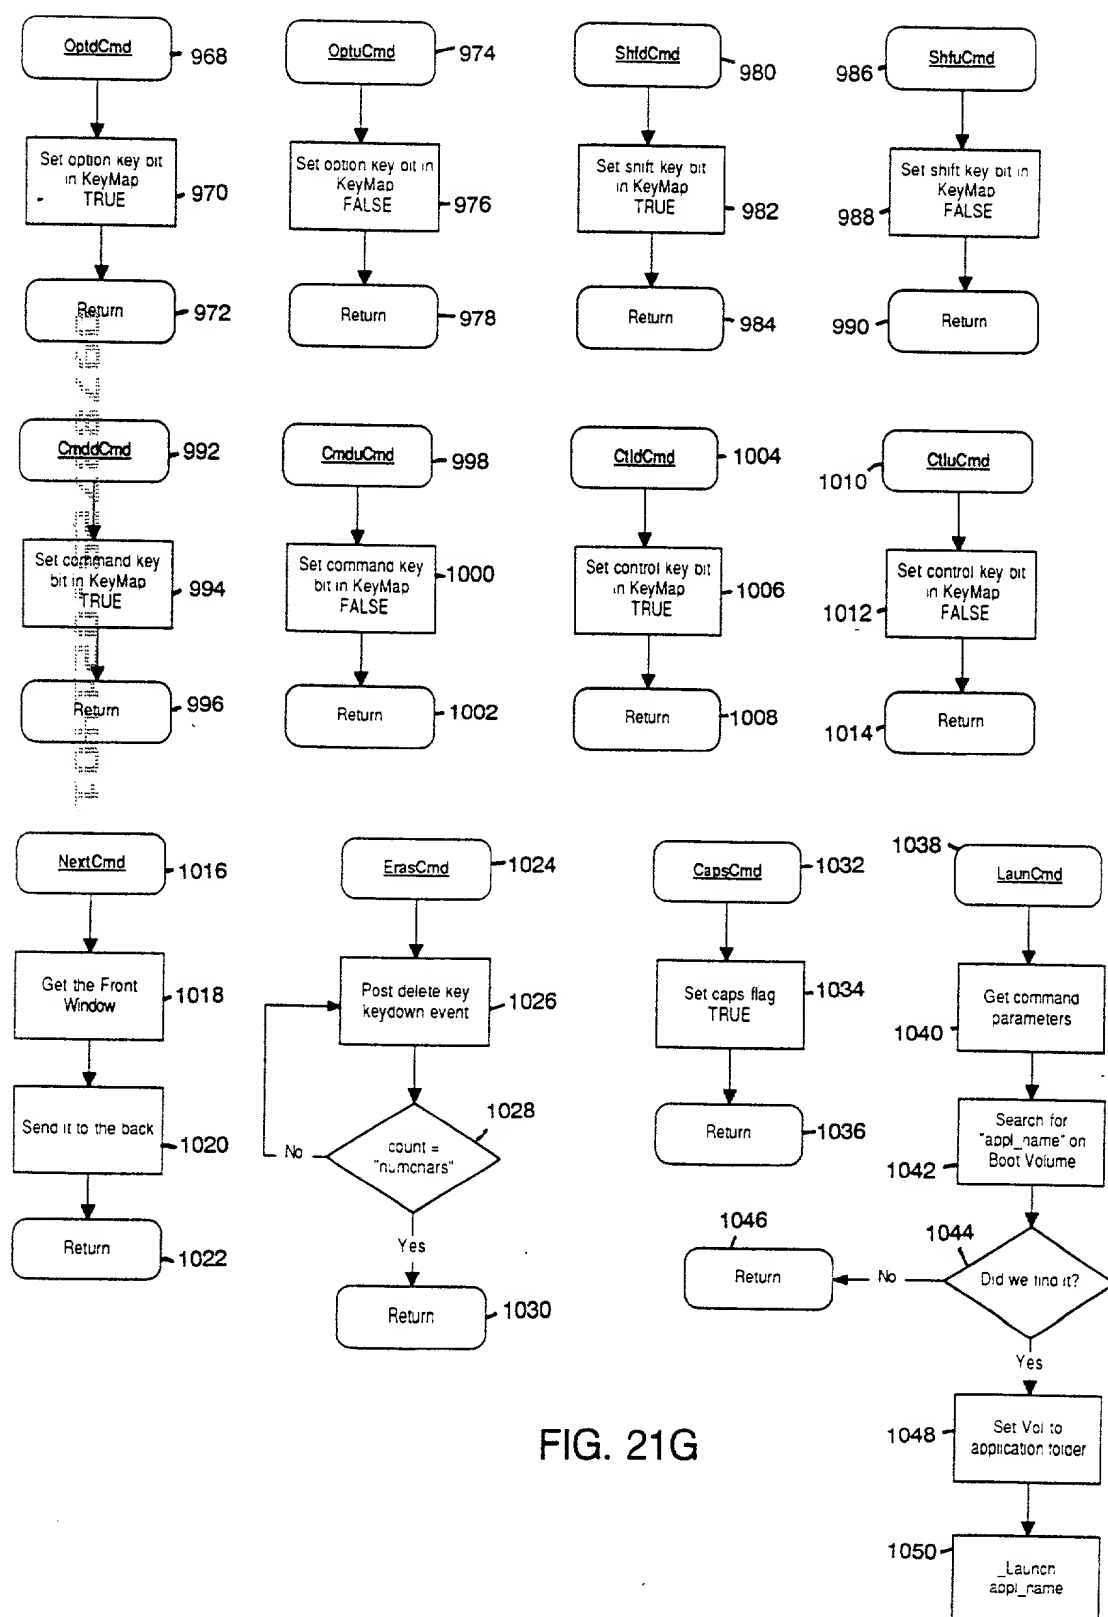 OptdCmd
968
Set option key bit
in KeyMap
TRUE
970
Return
972
OptuCmd
974
Set option key bit in
KeyMap
FALSE
976
Return
978
ShfdCmd
980
Set shift key bit
in KeyMap
TRUE
982
Return
984
ShfuCmd
986
Set shift key bit in
KeyMap
FALSE
988
Return
990
CmddCmd
992
Set command key
bit in KeyMap
TRUE
994
Return
996
CmduCmd
998
Set command key
bit in KeyMap
FALSE
1000
Return
1002
CtldCmd
1004
Set control key bit
in KeyMap
TRUE
1006
Return
1008
CtluCmd
1010
Set control key bit
in KeyMap
FALSE
1012
Return
1014
NextCmd
1016
Get the Front
Window
1018
Send it to the back
1020
Return
1022
ErasCmd
1024
Post delete key
keydown event
1026
count =
"numchars"
1028
No
Yes
Return
1030
CapsCmd
1032
Set caps flag
TRUE
1034
Return
1036
LaunCmd
1038
Get command
parameters
1040
Search for
"appl_name" on
Boot Volume
1042
Did we find it?
1044
No
Return
1046
Yes
Set Vol to
application folder
1048
_Launch
appl_name
1050
FIG. 21G